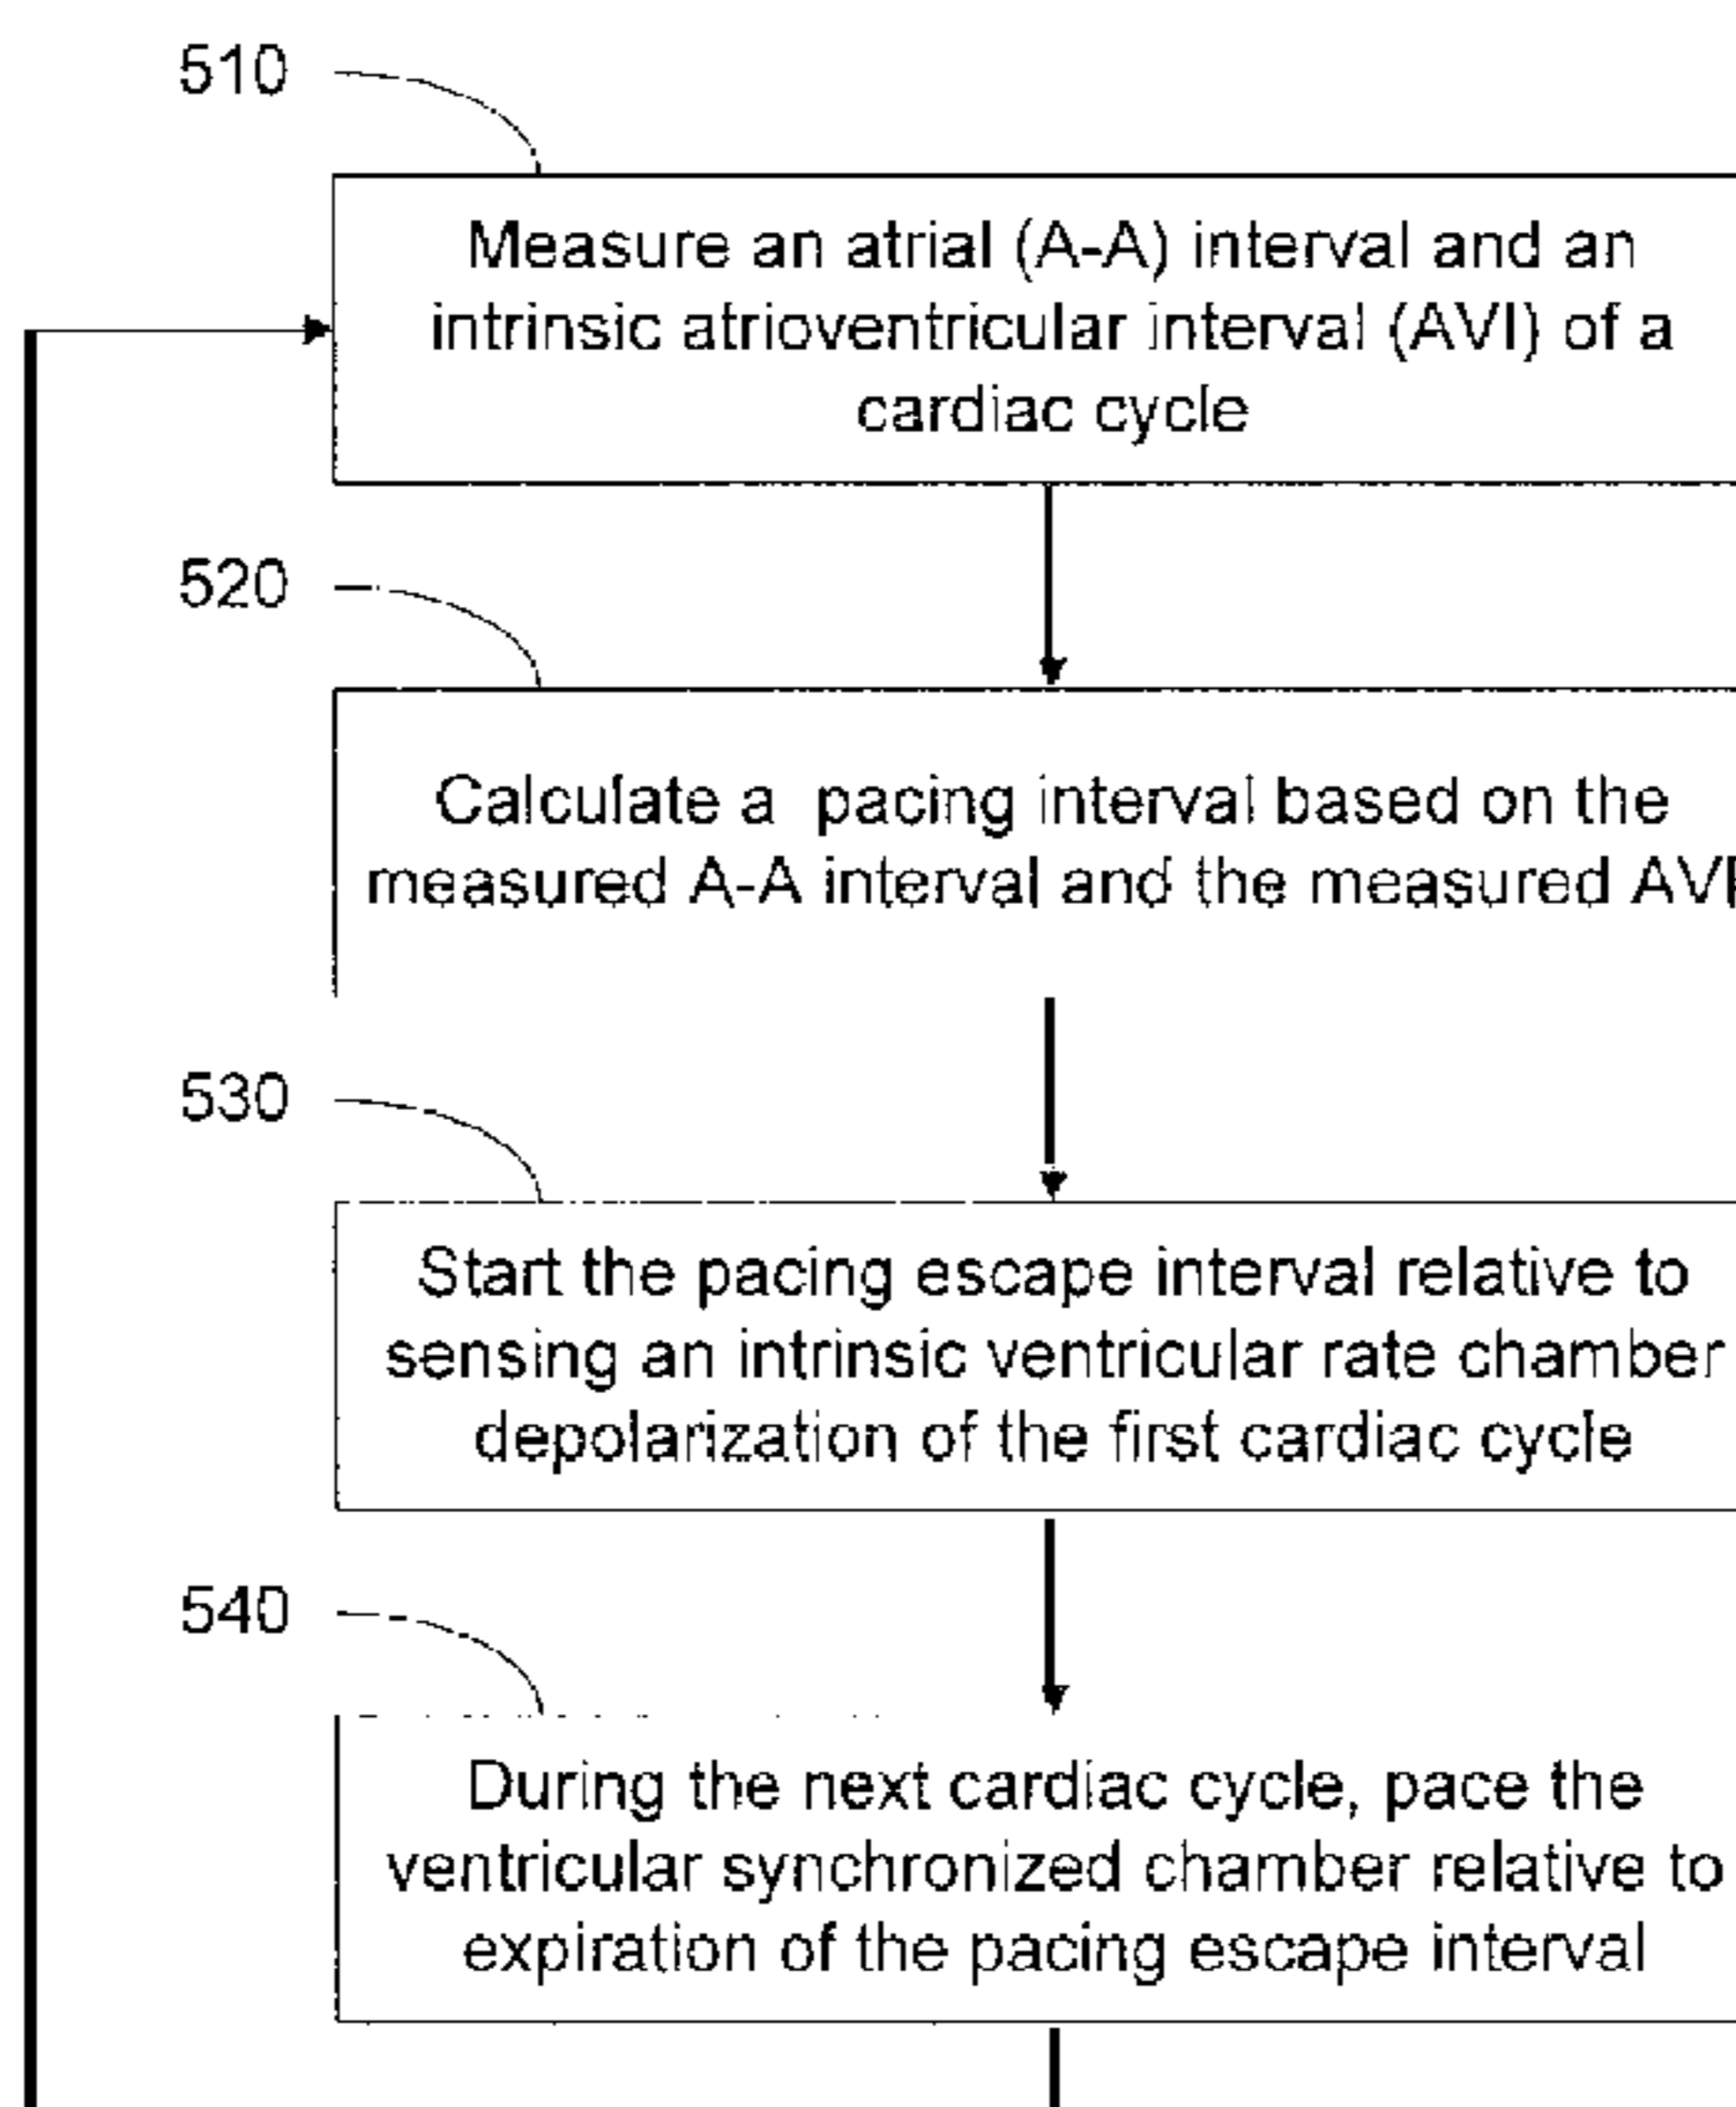 510
Measure an atrial (A-A) interval and an
intrinsic atrioventricular interval (AVI) of a
cardiac cycle
520
Calculate a pacing interval based on the
measured A-A interval and the measured AVI
530
Start the pacing escape interval relative to
sensing an intrinsic ventricular rate chamber
depolarization of the first cardiac cycle
540
During the next cardiac cycle, pace the
ventricular synchronized chamber relative to
expiration of the pacing escape interval